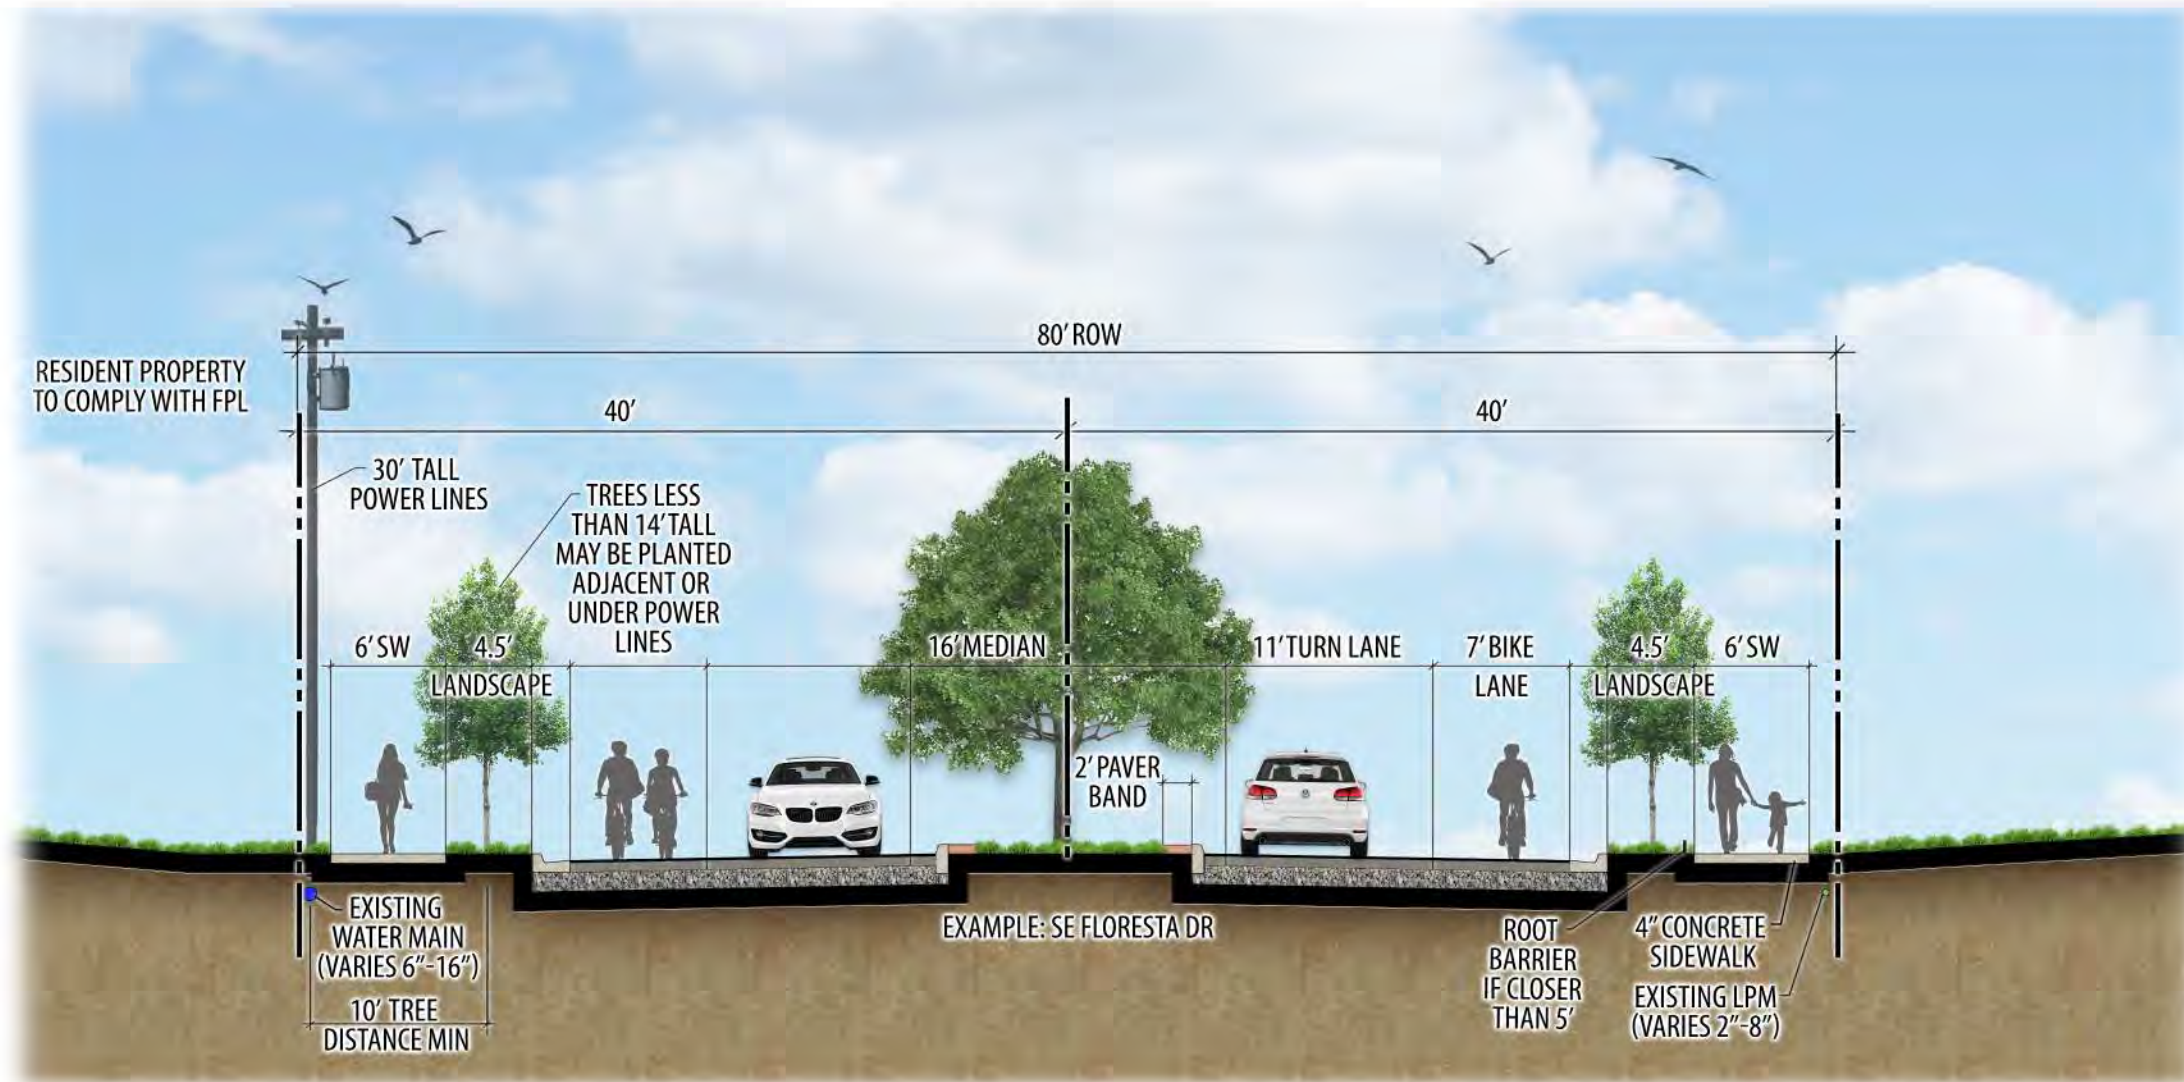 80' ROW
RESIDENT PROPERTY
TO COMPLY WITH FPL
40'
40'
30' TALL
POWER LINES
TREES LESS
THAN 14' TALL
MAY BE PLANTED
ADJACENT OR
UNDER POWER
LINES
6' SW
4.5'
LANDSCAPE
16' MEDIAN
11' TURN LANE
7' BIKE
LANE
4.5'
LANDSCAPE
6' SW
2' PAVER
BAND
EXISTING
WATER MAIN
(VARIES 6"-16")
10' TREE
DISTANCE MIN
EXAMPLE: SE FLORESTA DR
ROOT
BARRIER
IF CLOSER
THAN 5'
4" CONCRETE
SIDEWALK
EXISTING LPM
(VARIES 2"-8")